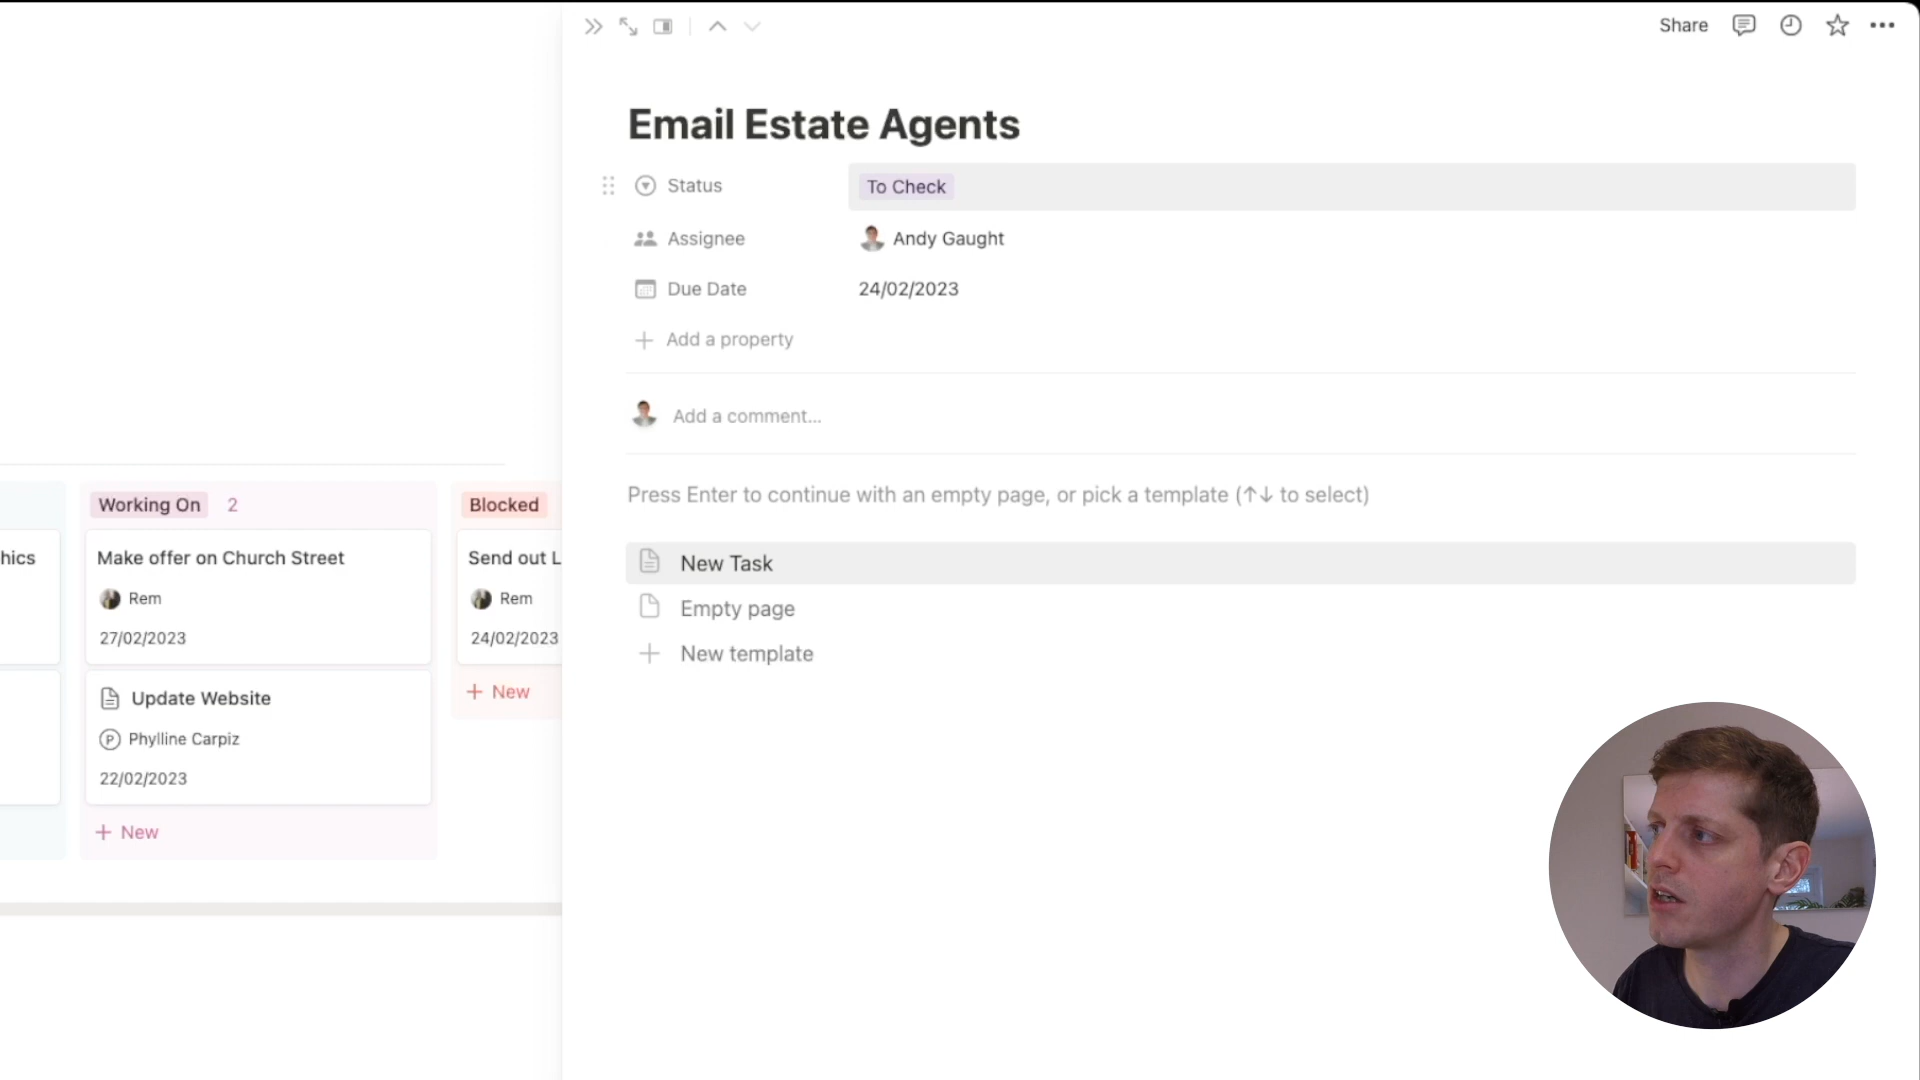 Share
Email Estate Agents
Status To Check
Assignee Andy Gaught
Due Date 24/02/2023
Add a property
Add a comment...
Press Enter to continue with an empty page, or pick a template (↑↓ to select)
New Task
Empty page
New template
hics
Working On 2
Make offer on Church Street
Rem
27/02/2023
Update Website
P Phylline Carpiz
22/02/2023
+ New
Blocked
Send out L
Rem
24/02/2023
+ New